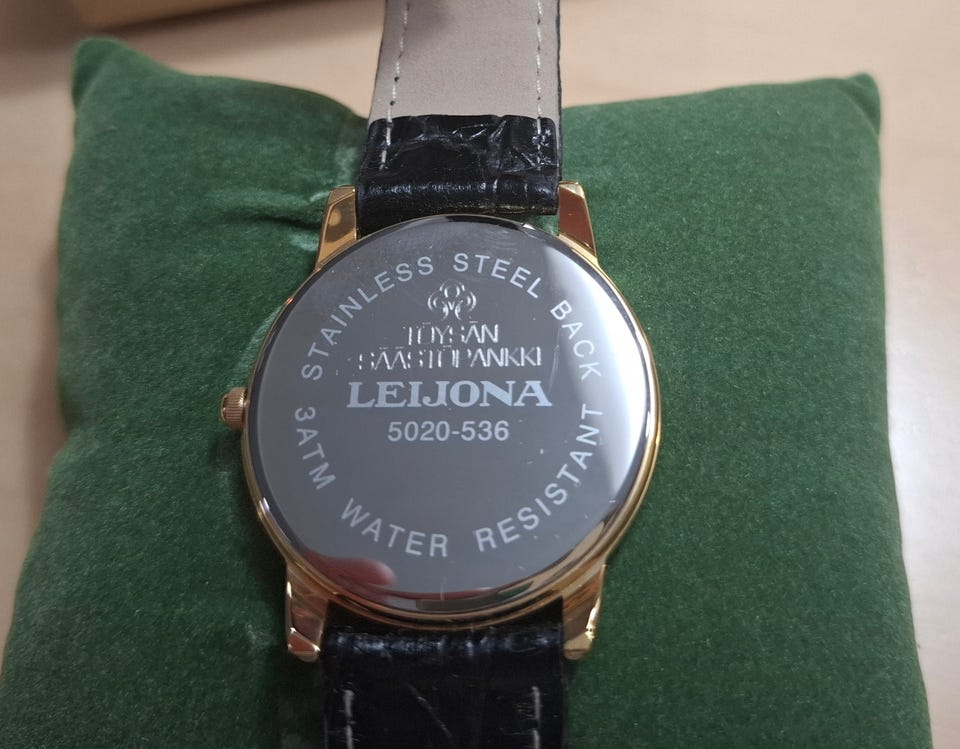 STAINLESS STEEL BACK
TÖYSÄN
SÄÄSTÖPANKKI
LEIJONA
5020-536
3ATM WATER RESISTANT